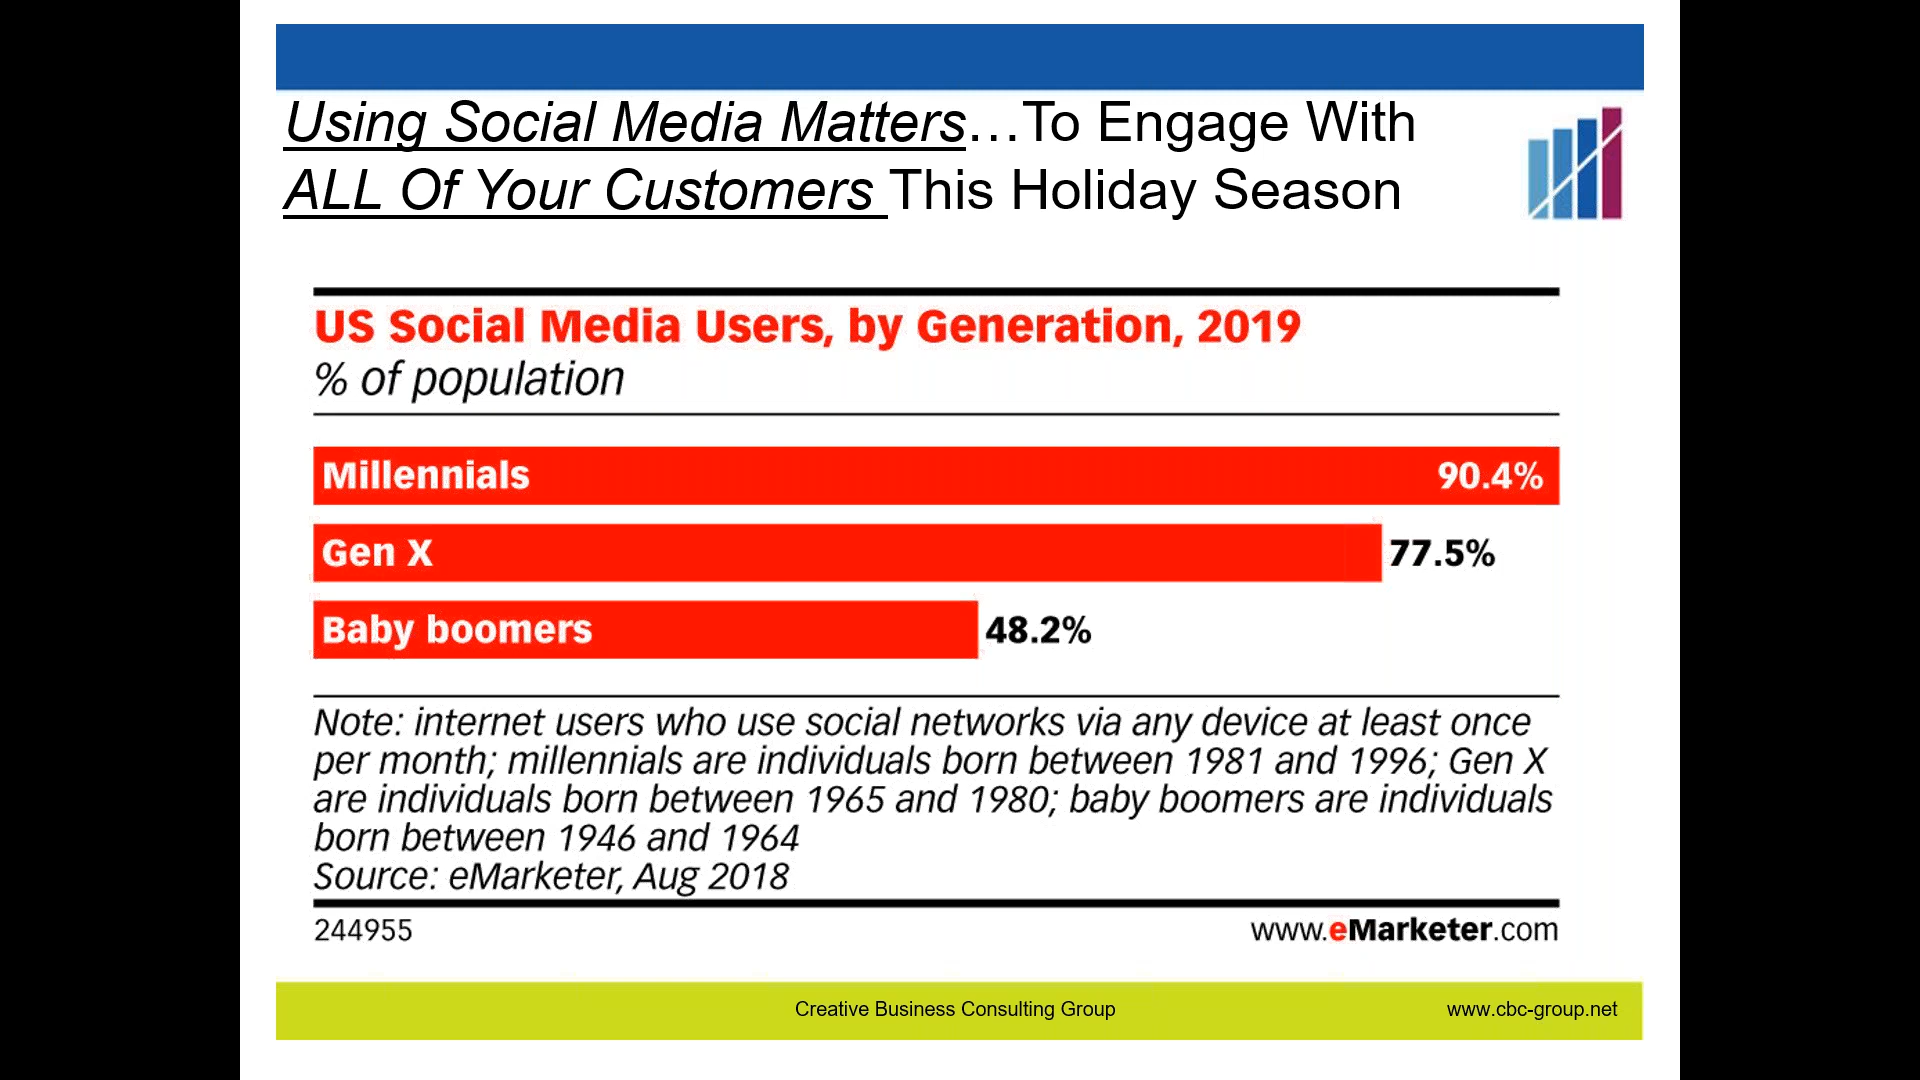 Using Social Media Matters…To Engage With
ALL Of Your Customers This Holiday Season
US Social Media Users, by Generation, 2019
% of population
Millennials 90.4%
Gen X 77.5%
Baby boomers 48.2%
Note: internet users who use social networks via any device at least once
per month; millennials are individuals born between 1981 and 1996; Gen X
are individuals born between 1965 and 1980; baby boomers are individuals
born between 1946 and 1964
Source: eMarketer, Aug 2018
244955 www.eMarketer.com
Creative Business Consulting Group www.cbc-group.net